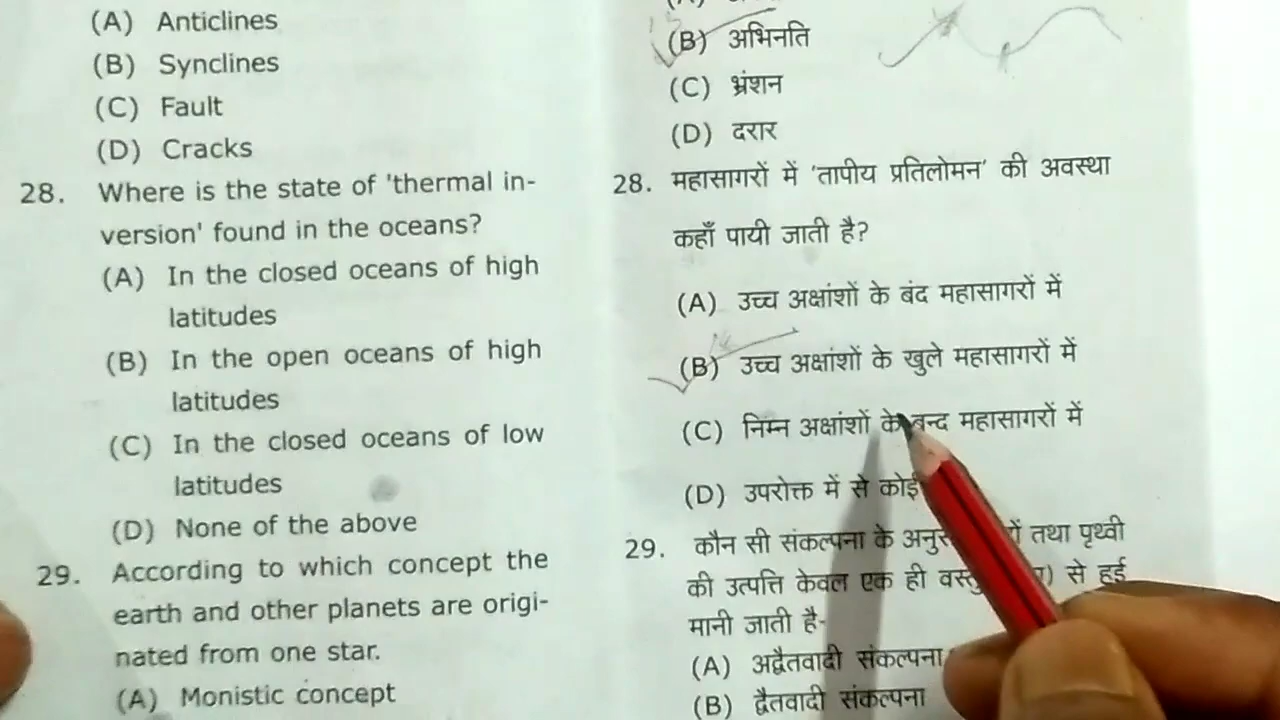 (A) Anticlines
(B) Synclines
(C) Fault
(D) Cracks
28. Where is the state of 'thermal in-
version' found in the oceans?
(A) In the closed oceans of high
latitudes
(B) In the open oceans of high
latitudes
(C) In the closed oceans of low
latitudes
(D) None of the above
29. According to which concept the
earth and other planets are origi-
nated from one star.
(A) Monistic concept
(B) अभिनति
(C) भ्रंशन
(D) दरार
28. महासागरों में 'तापीय प्रतिलोमन' की अवस्था
कहाँ पायी जाती है?
(A) उच्च अक्षांशों के बंद महासागरों में
(B) उच्च अक्षांशों के खुले महासागरों में
(C) निम्न अक्षांशों के बन्द महासागरों में
(D) उपरोक्त में से कोई
29. कौन सी संकल्पना के तथा पृथ्वी
की उत्पत्ति केवल एक ही से हुई
मानी जाती है-
(A) अद्वैतवादी संकल्पना
(B) द्वैतवादी संकल्पना